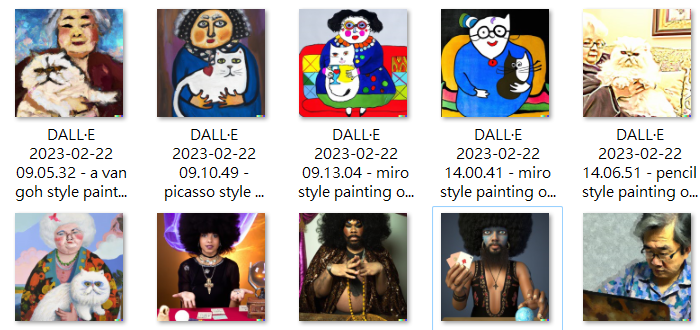 DALL·E
2023-02-22
09.05.32 - a van
goh style paint...
DALL·E
2023-02-22
09.10.49 -
picasso style ...
DALL·E
2023-02-22
09.13.04 - miro
style painting o...
DALL·E
2023-02-22
14.00.41 - miro
style painting o...
DALL·E
2023-02-22
14.06.51 - pencil
style painting o...